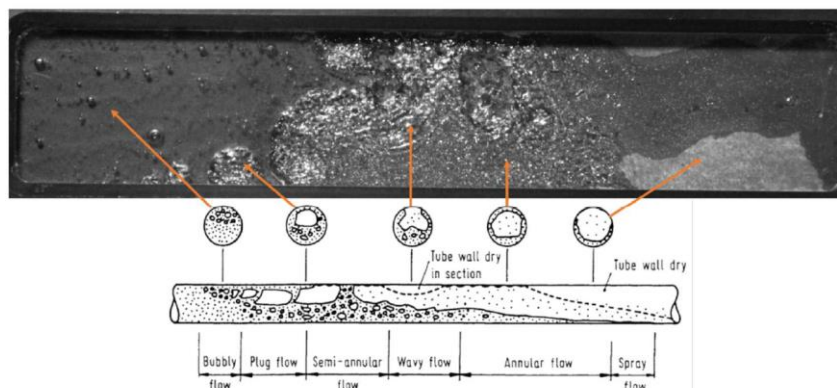 Tube wall dry
in section
Tube wall dry
Bubbly
flow
Plug flow
Semi-annular
flow
Wavy flow
Annular flow
Spray
flow